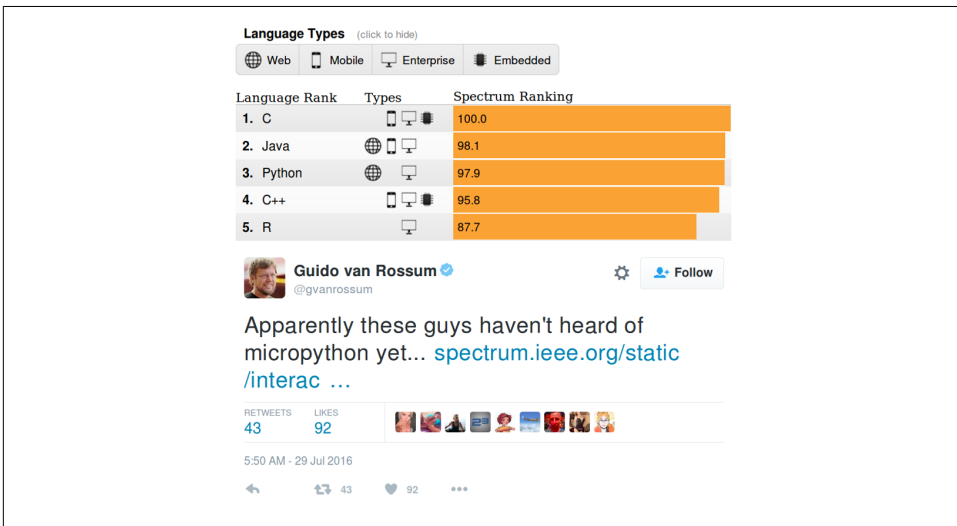 Language Types (click to hide)
Web Mobile Enterprise Embedded
Language Rank Types Spectrum Ranking
1. C 100.0
2. Java 98.1
3. Python 97.9
4. C++ 95.8
5. R 87.7
Guido van Rossum
@gvanrossum
Follow
Apparently these guys haven't heard of
micropython yet... spectrum.ieee.org/static
/interac …
RETWEETS LIKES
43 92
23
5:50 AM - 29 Jul 2016
43 92